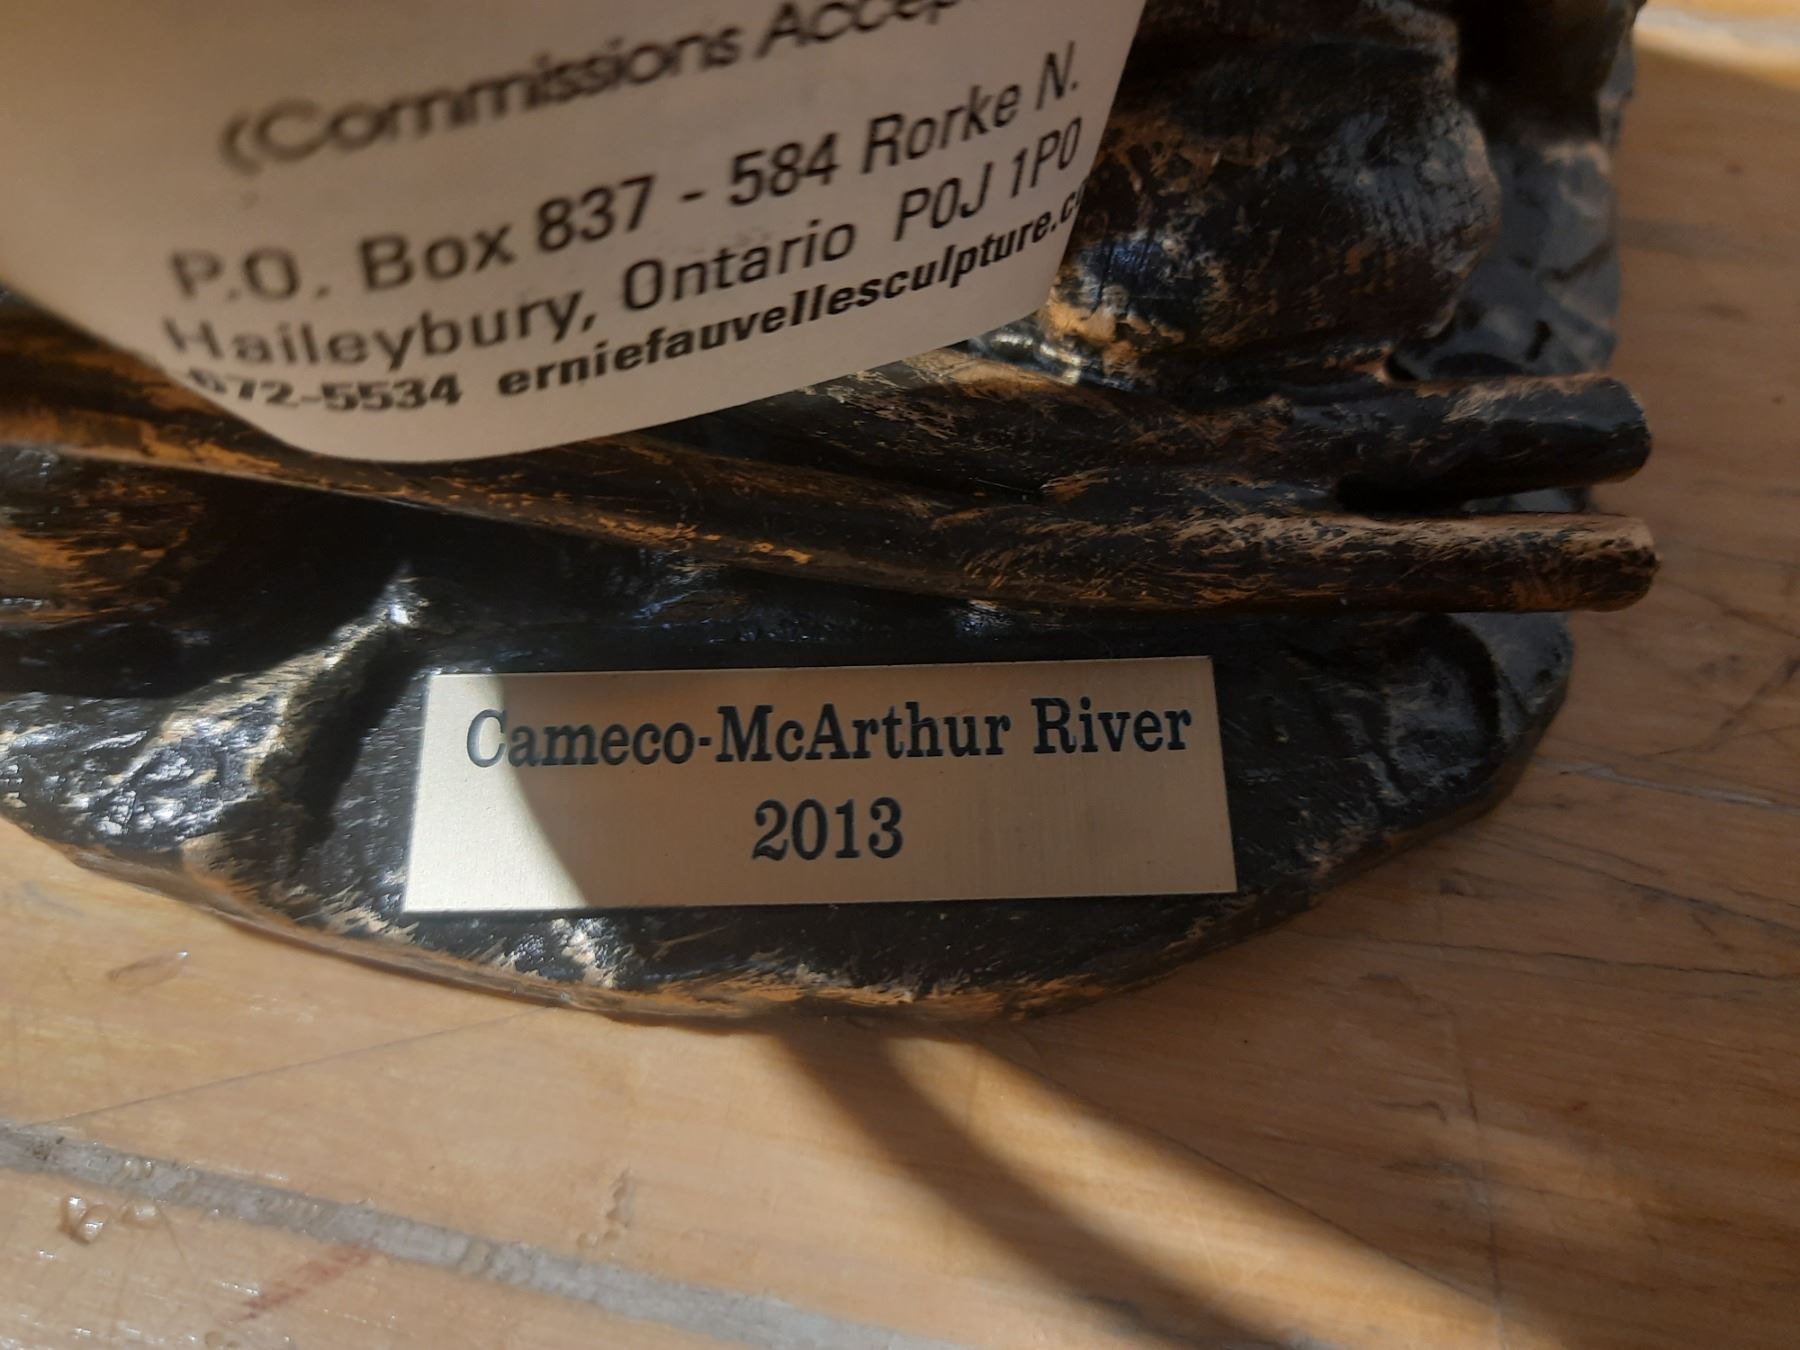 (Commissions Accep
P.O. Box 837 - 584 Rorke N.
Haileybury, Ontario P0J 1P0
672-5534 erniefauvellesculpture.c
Cameco-McArthur River
2013